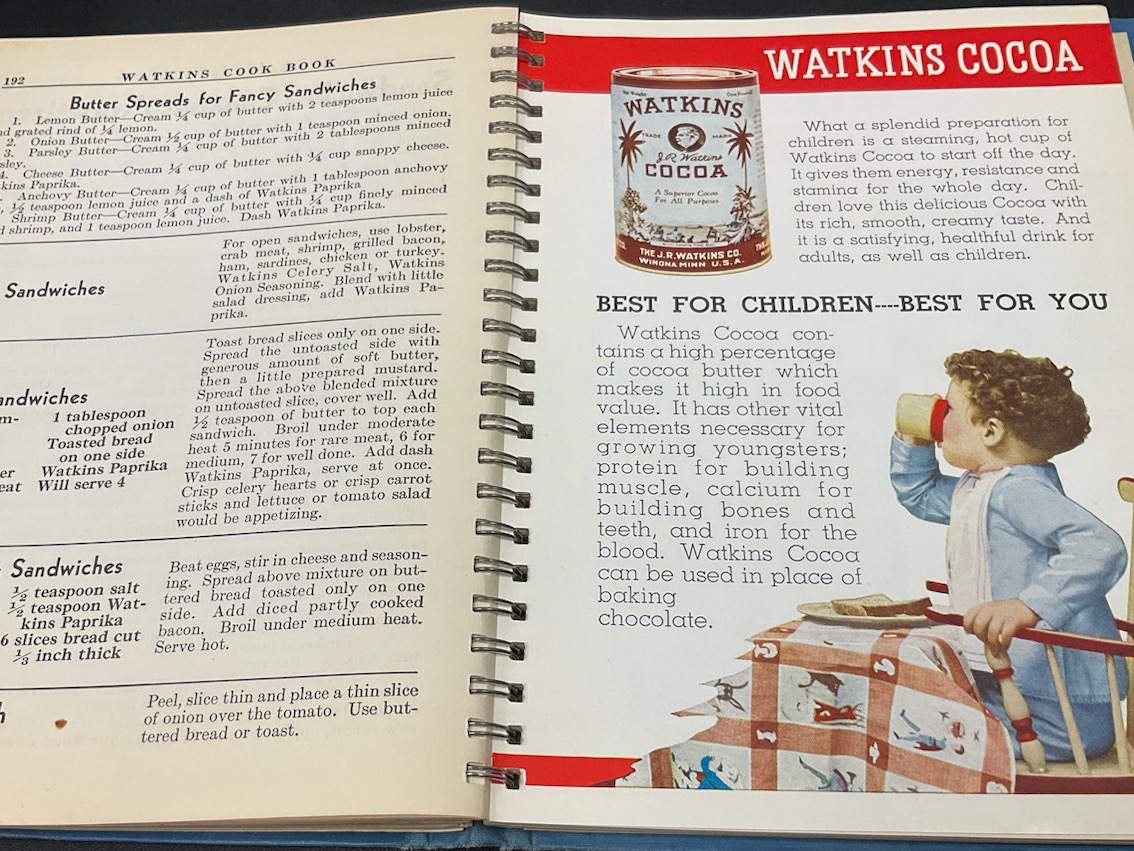 192
WATKINS COOK BOOK
Butter Spreads for Fancy Sandwiches
1. Lemon Butter—Cream ¼ cup of butter with 2 teaspoons lemon juice
nd grated rind of ¼ lemon.
2. Onion Butter—Cream ½ cup of butter with 1 teaspoon minced onion.
3. Parsley Butter—Cream ¼ cup of butter with 2 tablespoons minced
sley.
4. Cheese Butter—Cream ¼ cup of butter with ¼ cup snappy cheese.
kins Paprika.
Anchovy Butter—Cream ¼ cup of butter with 1 tablespoon anchovy
, ½ teaspoon lemon juice and a dash of Watkins Paprika
Shrimp Butter—Cream ¼ cup of butter with ¼ cup finely minced
d shrimp, and 1 teaspoon lemon juice. Dash Watkins Paprika.
Sandwiches
For open sandwiches, use lobster,
crab meat, shrimp, grilled bacon,
ham, sardines, chicken or turkey.
Watkins Celery Salt, Watkins
Onion Seasoning. Blend with little
salad dressing, add Watkins Pa-
prika.
andwiches
m-
er
eat
1 tablespoon
chopped onion
Toasted bread
on one side
Watkins Paprika
Will serve 4
Toast bread slices only on one side.
Spread the untoasted side with
generous amount of soft butter,
then a little prepared mustard.
Spread the above blended mixture
on untoasted slice, cover well. Add
½ teaspoon of butter to top each
sandwich. Broil under moderate
heat 5 minutes for rare meat, 6 for
medium, 7 for well done. Add dash
Watkins Paprika, serve at once.
Crisp celery hearts or crisp carrot
sticks and lettuce or tomato salad
would be appetizing.
Sandwiches
½ teaspoon salt
½ teaspoon Wat-
kins Paprika
6 slices bread cut
⅓ inch thick
Beat eggs, stir in cheese and season-
ing. Spread above mixture on but-
tered bread toasted only on one
side. Add diced partly cooked
bacon. Broil under medium heat.
Serve hot.
h
Peel, slice thin and place a thin slice
of onion over the tomato. Use but-
tered bread or toast.
WATKINS COCOA
Net Weight One Pound
WATKINS
TRADE MARK
J.R. Watkins
COCOA
A Superior Cocoa
For All Purposes
THE J.R. WATKINS CO.
WINONA MINN U.S.A.
What a splendid preparation for
children is a steaming, hot cup of
Watkins Cocoa to start off the day.
It gives them energy, resistance and
stamina for the whole day. Chil-
dren love this delicious Cocoa with
its rich, smooth, creamy taste. And
it is a satisfying, healthful drink for
adults, as well as children.
BEST FOR CHILDREN----BEST FOR YOU
Watkins Cocoa con-
tains a high percentage
of cocoa butter which
makes it high in food
value. It has other vital
elements necessary for
growing youngsters;
protein for building
muscle, calcium for
building bones and
teeth, and iron for the
blood. Watkins Cocoa
can be used in place of
baking
chocolate.